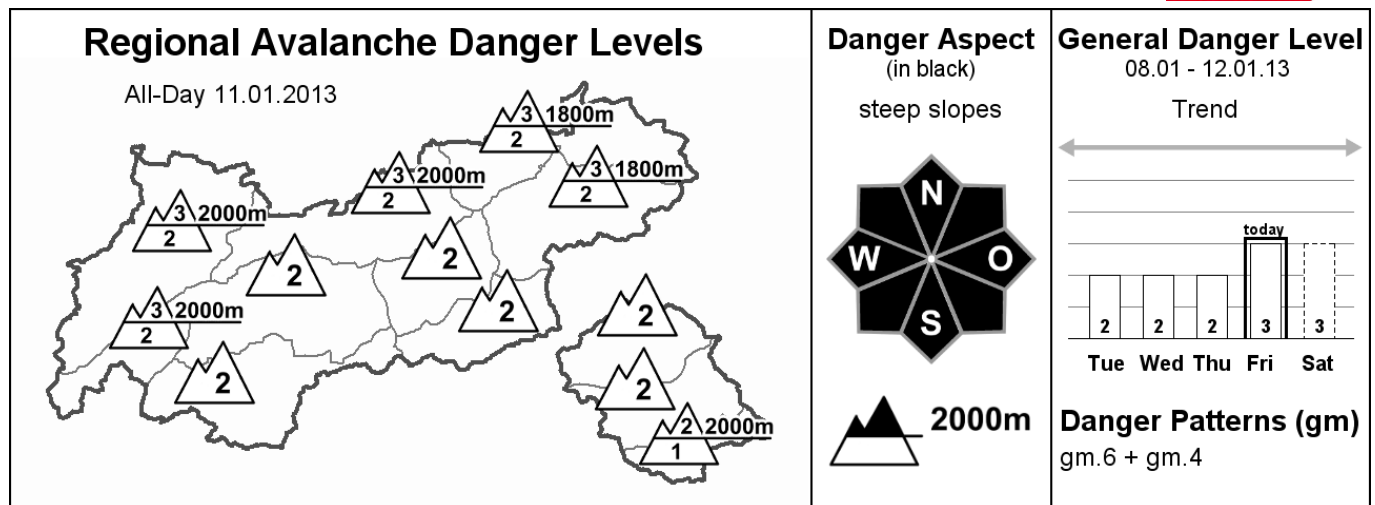 Regional Avalanche Danger Levels
All-Day 11.01.2013
3 1800m
2
3 1800m
2
3 2000m
2
3 2000m
2
2
2
2
3 2000m
2
2
2
2
2 2000m
1
Danger Aspect
(in black)
steep slopes
N
W
O
S
2000m
General Danger Level
08.01 - 12.01.13
Trend
today
2 2 2 3 3
Tue Wed Thu Fri Sat
Danger Patterns (gm)
gm.6 + gm.4